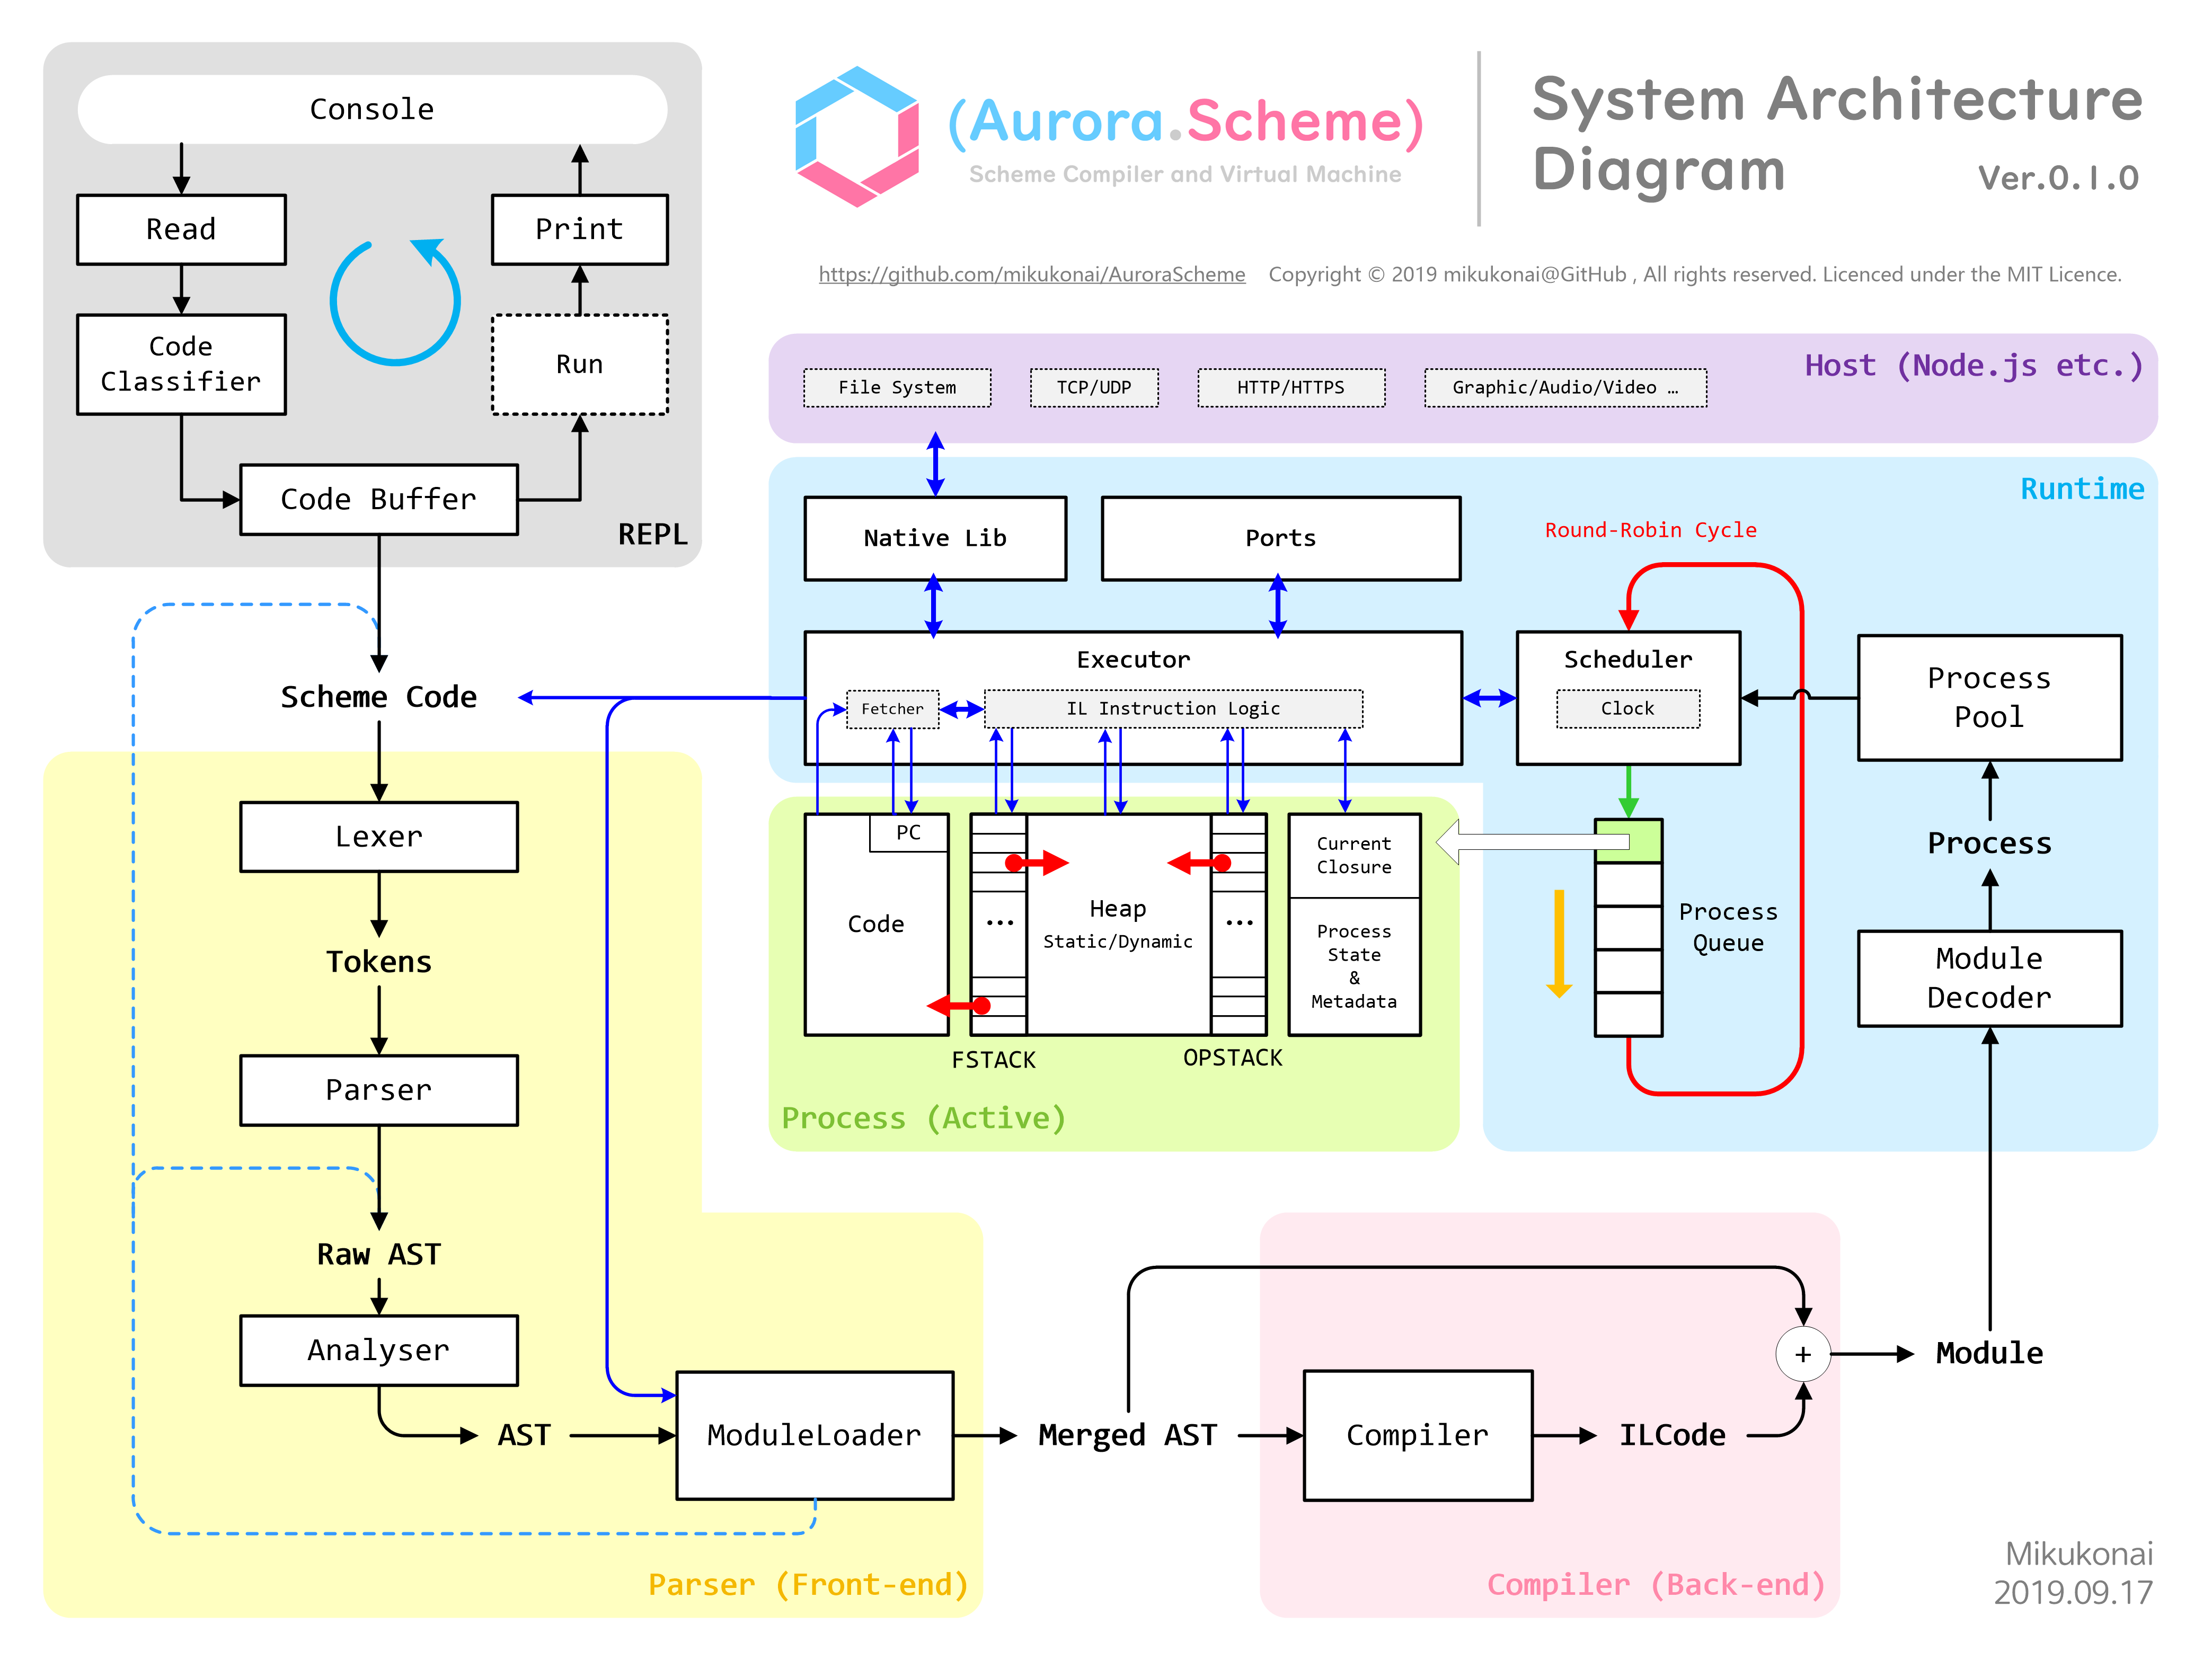 Console
Read
Print
Code
Classifier
Run
Code Buffer
REPL
(Aurora.Scheme)
Scheme Compiler and Virtual Machine
System Architecture
Diagram
Ver.0.1.0
https://github.com/mikukonai/AuroraScheme Copyright © 2019 mikukonai@GitHub , All rights reserved. Licenced under the MIT Licence.
Host (Node.js etc.)
File System
TCP/UDP
HTTP/HTTPS
Graphic/Audio/Video …
Runtime
Native Lib
Ports
Round-Robin Cycle
Executor
Fetcher
IL Instruction Logic
Scheduler
Clock
Process
Pool
Process
Module
Decoder
Process
Queue
PC
Code
...
Heap
Static/Dynamic
...
Current
Closure
Process
State
&
Metadata
FSTACK
OPSTACK
Process (Active)
Scheme Code
Lexer
Tokens
Parser
Raw AST
Analyser
AST
ModuleLoader
Parser (Front-end)
Merged AST
Compiler
ILCode
+
Module
Compiler (Back-end)
Mikukonai
2019.09.17